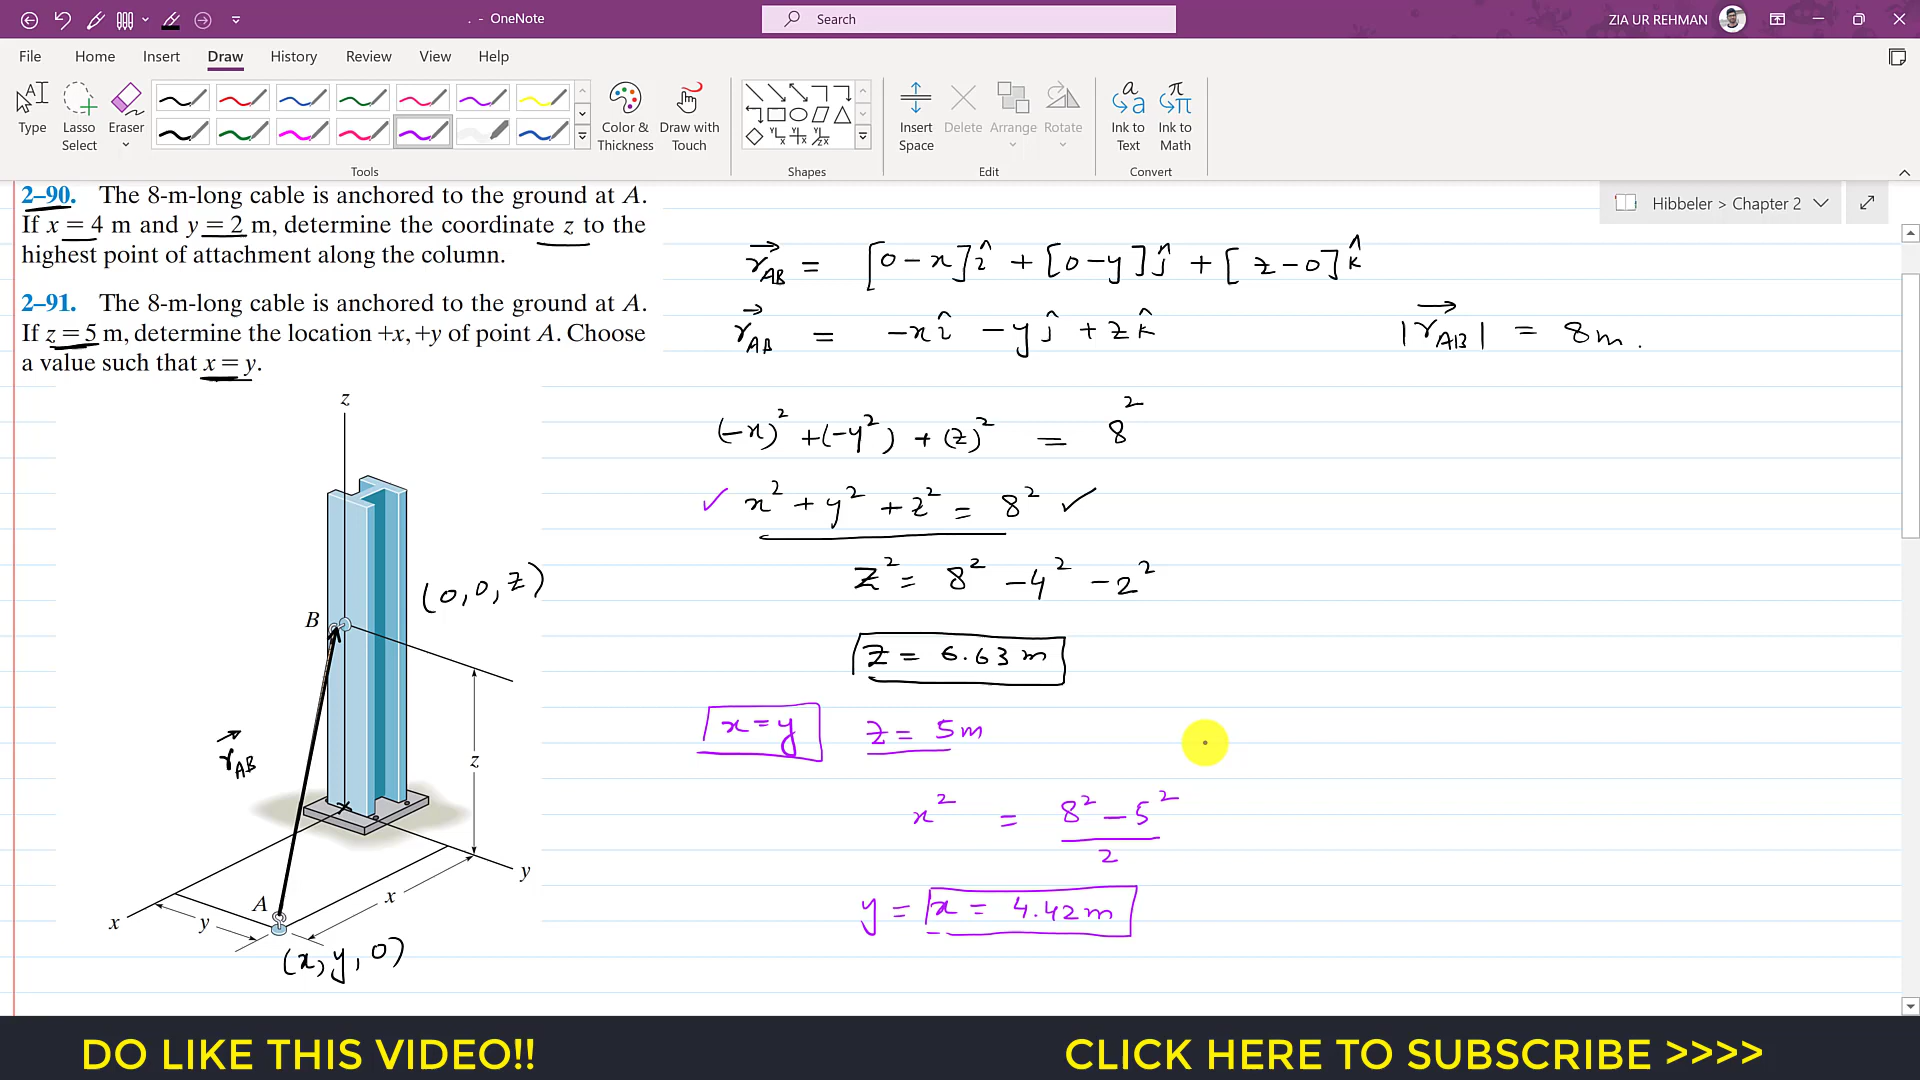 . - OneNote
Search
ZIA UR REHMAN
File Home Insert Draw History Review View Help
Type
Lasso Select
Eraser
Color & Thickness
Draw with Touch
Insert Space
Delete
Arrange
Rotate
Ink to Text
Ink to Math
Tools
Shapes
Edit
Convert
Hibbeler > Chapter 2
2–90. The 8-m-long cable is anchored to the ground at A.
If x = 4 m and y = 2 m, determine the coordinate z to the
highest point of attachment along the column.
2–91. The 8-m-long cable is anchored to the ground at A.
If z = 5 m, determine the location +x, +y of point A. Choose
a value such that x = y.
z
B
(0,0,z)
r⃗AB
z
y
x
A
x
y
(x,y,0)
r⃗AB = [0-x]î + [0-y]ĵ + [z-0]k̂
r⃗AB = -xî -yĵ +zk̂
|r⃗AB| = 8m.
(-x)² +(-y²) + (z)² = 8²
✓ x² + y² + z² = 8² ✓
z² = 8² - 4² - 2²
z = 6.63 m
x = y z = 5m
x² = 8² - 5²
2
y = x = 4.42m
DO LIKE THIS VIDEO!!
CLICK HERE TO SUBSCRIBE >>>>